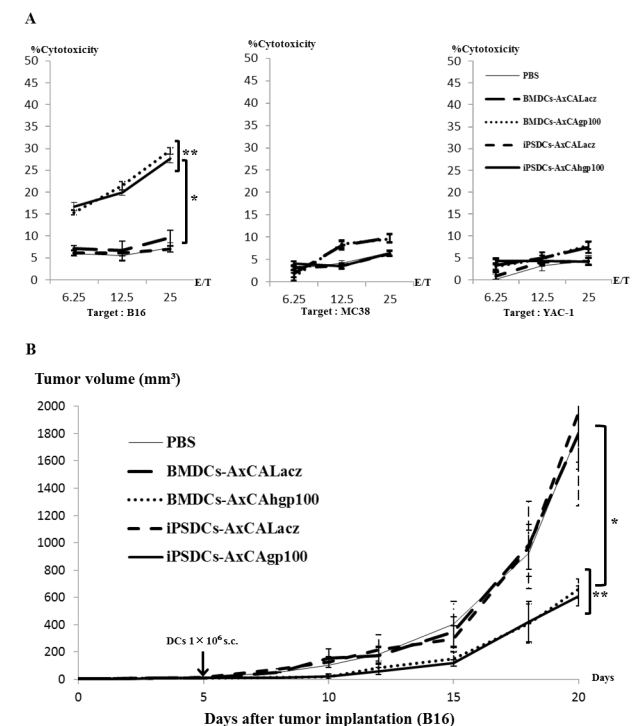 A
%Cytotoxicity
50
45
40
35
30
25
20
15
10
5
0
**
*
6.25 12.5 25
E/T
Target : B16
%Cytotoxicity
50
45
40
35
30
25
20
15
10
5
0
6.25 12.5 25
E/T
Target : MC38
%Cytotoxicity
50
45
40
35
30
25
20
15
10
5
0
PBS
BMDCs-AxCALacz
BMDCs-AxCAgp100
iPSDCs-AxCALacz
iPSDCs-AxCAhgp100
6.25 12.5 25
E/T
Target : YAC-1
B
Tumor volume (mm³)
2000
1800
1600
1400
1200
1000
800
600
400
200
0
PBS
BMDCs-AxCALacz
BMDCs-AxCAhgp100
iPSDCs-AxCALacz
iPSDCs-AxCAgp100
*
**
DCs 1×10⁶ s.c.
Days
0 5 10 15 20
Days after tumor implantation (B16)